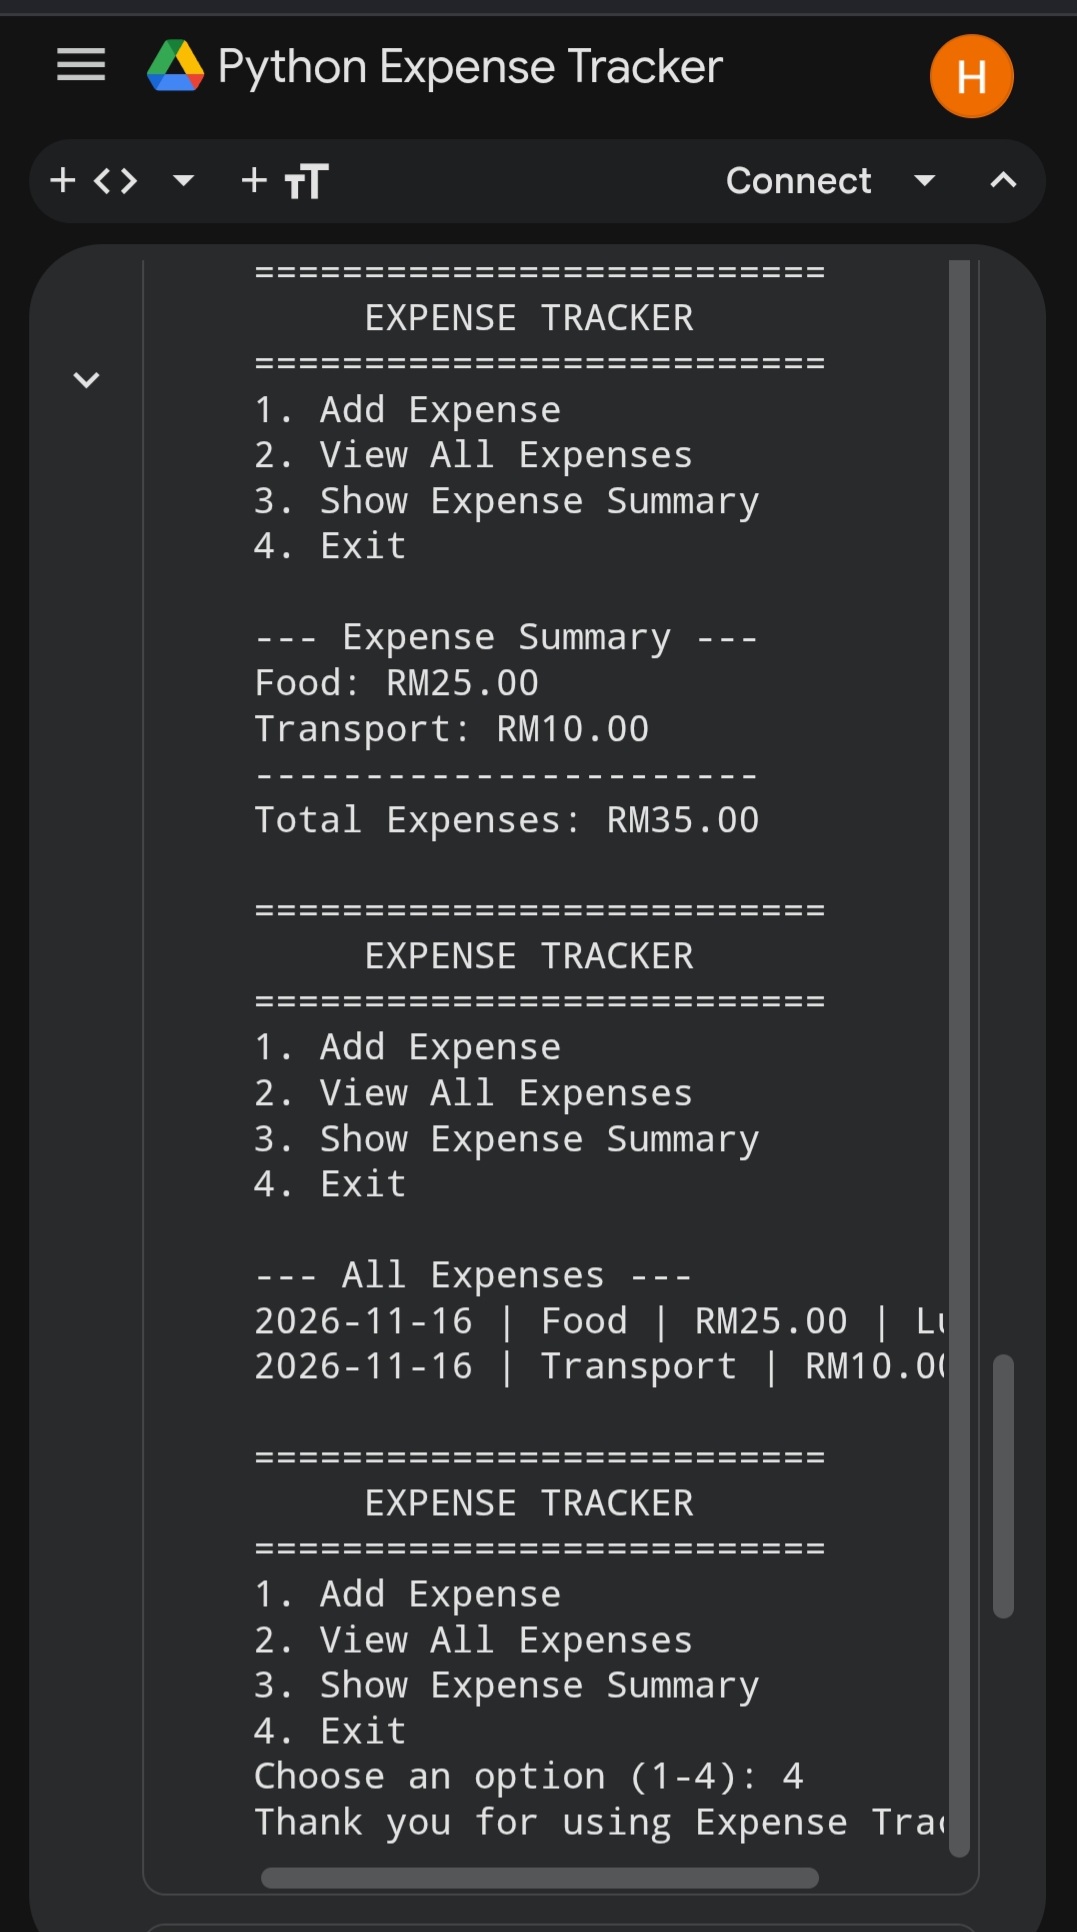 Python Expense Tracker
H
+ <> + TT Connect
==========================
EXPENSE TRACKER
==========================
1. Add Expense
2. View All Expenses
3. Show Expense Summary
4. Exit
--- Expense Summary ---
Food: RM25.00
Transport: RM10.00
-----------------------
Total Expenses: RM35.00
==========================
EXPENSE TRACKER
==========================
1. Add Expense
2. View All Expenses
3. Show Expense Summary
4. Exit
--- All Expenses ---
2026-11-16 | Food | RM25.00 |
2026-11-16 | Transport | RM10.00
==========================
EXPENSE TRACKER
==========================
1. Add Expense
2. View All Expenses
3. Show Expense Summary
4. Exit
Choose an option (1-4): 4
Thank you for using Expense